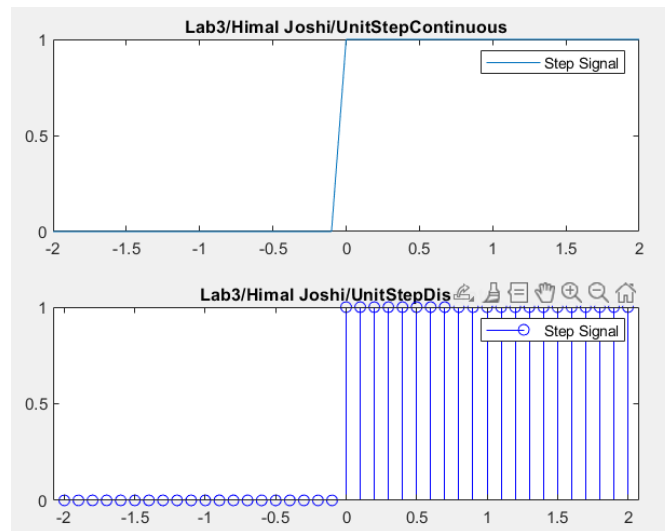 Lab3/Himal Joshi/UnitStepContinuous
1
Step Signal
0.5
0
-2 -1.5 -1 -0.5 0 0.5 1 1.5 2
Lab3/Himal Joshi/UnitStepDis
1
Step Signal
0.5
0
-2 -1.5 -1 -0.5 0 0.5 1 1.5 2